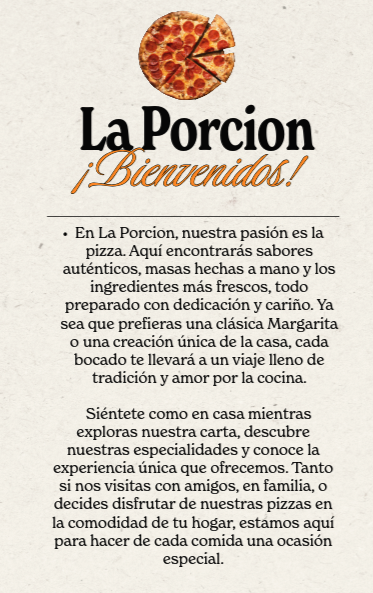 La Porcion
¡Bienvenidos!
• En La Porcion, nuestra pasión es la
pizza. Aquí encontrarás sabores
auténticos, masas hechas a mano y los
ingredientes más frescos, todo
preparado con dedicación y cariño. Ya
sea que prefieras una clásica Margarita
o una creación única de la casa, cada
bocado te llevará a un viaje lleno de
tradición y amor por la cocina.
Siéntete como en casa mientras
exploras nuestra carta, descubre
nuestras especialidades y conoce la
experiencia única que ofrecemos. Tanto
si nos visitas con amigos, en familia, o
decides disfrutar de nuestras pizzas en
la comodidad de tu hogar, estamos aquí
para hacer de cada comida una ocasión
especial.